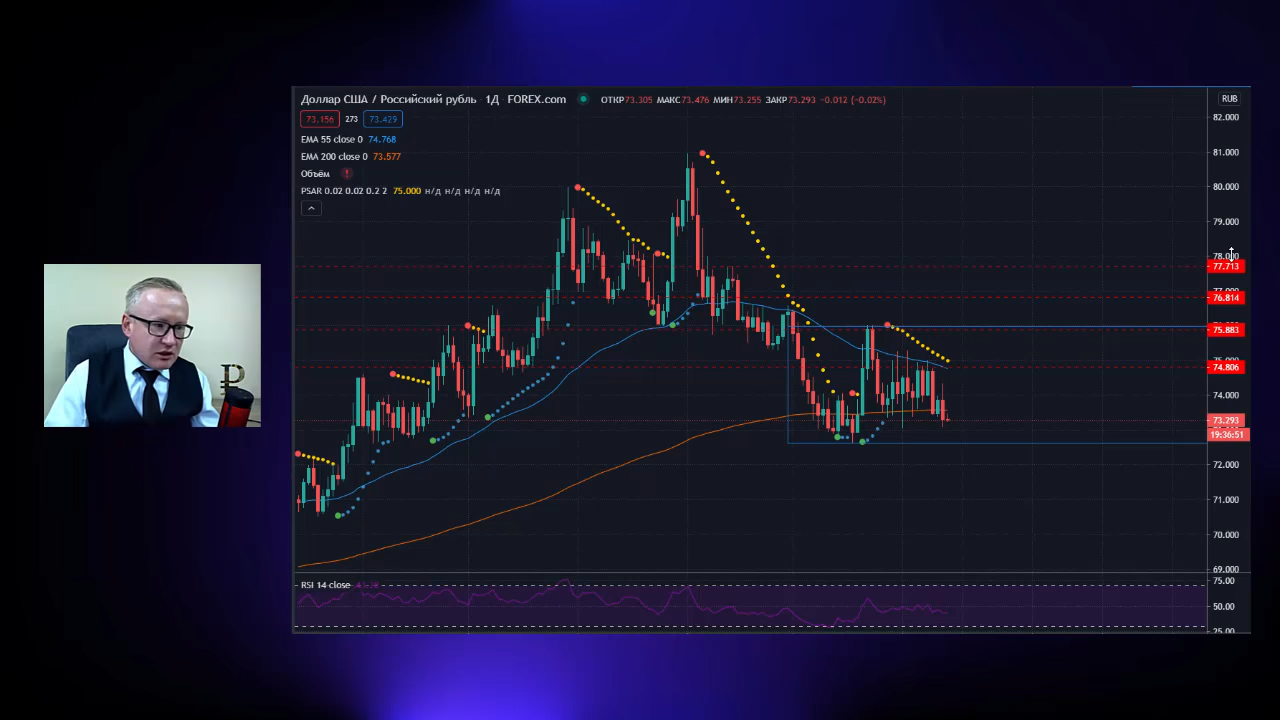 Доллар США / Российский рубль · 1Д · FOREX.com ОТКР73.305 МАКС73.476 МИН73.255 ЗАКР73.293 -0.012 (-0.02%)
RUB
73.156 273 73.429
EMA 55 close 0 74.768
EMA 200 close 0 73.577
Объём !
PSAR 0.02 0.02 0.2 2 75.000 н/д н/д н/д н/д
82.000
81.000
80.000
79.000
78.000
77.713
76.814
75.883
74.806
74.000
73.293
19:36:51
72.000
71.000
70.000
69.000
RSI 14 close
75.00
50.00
25.00